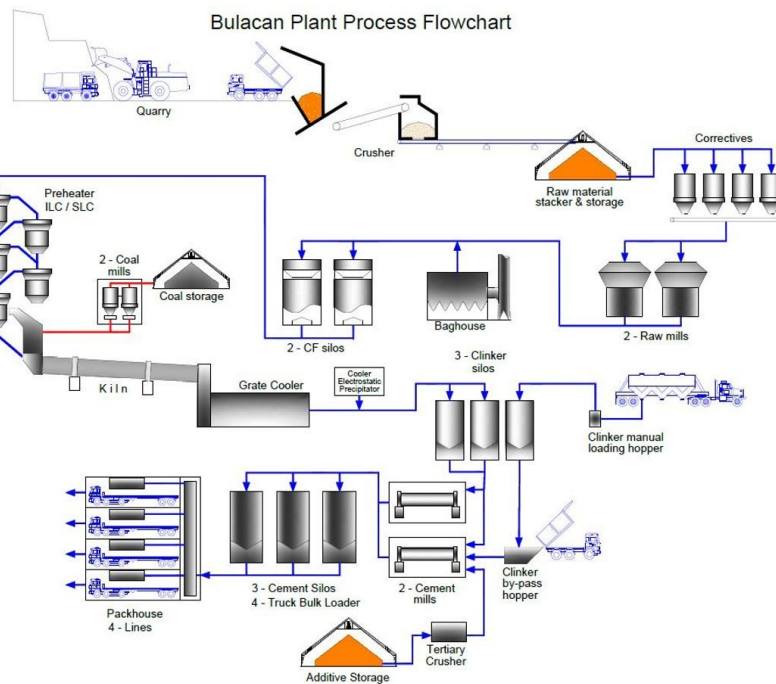 Bulacan Plant Process Flowchart
Quarry
Crusher
Correctives
Raw material
stacker & storage
Preheater
ILC / SLC
2 - Coal
mills
Coal storage
2 - CF silos
Baghouse
2 - Raw mills
3 - Clinker
silos
Kiln
Grate Cooler
Cooler
Electrostatic
Precipitator
Clinker manual
loading hopper
Packhouse
4 - Lines
3 - Cement Silos
4 - Truck Bulk Loader
2 - Cement
mills
Clinker
by-pass
hopper
Tertiary
Crusher
Additive Storage